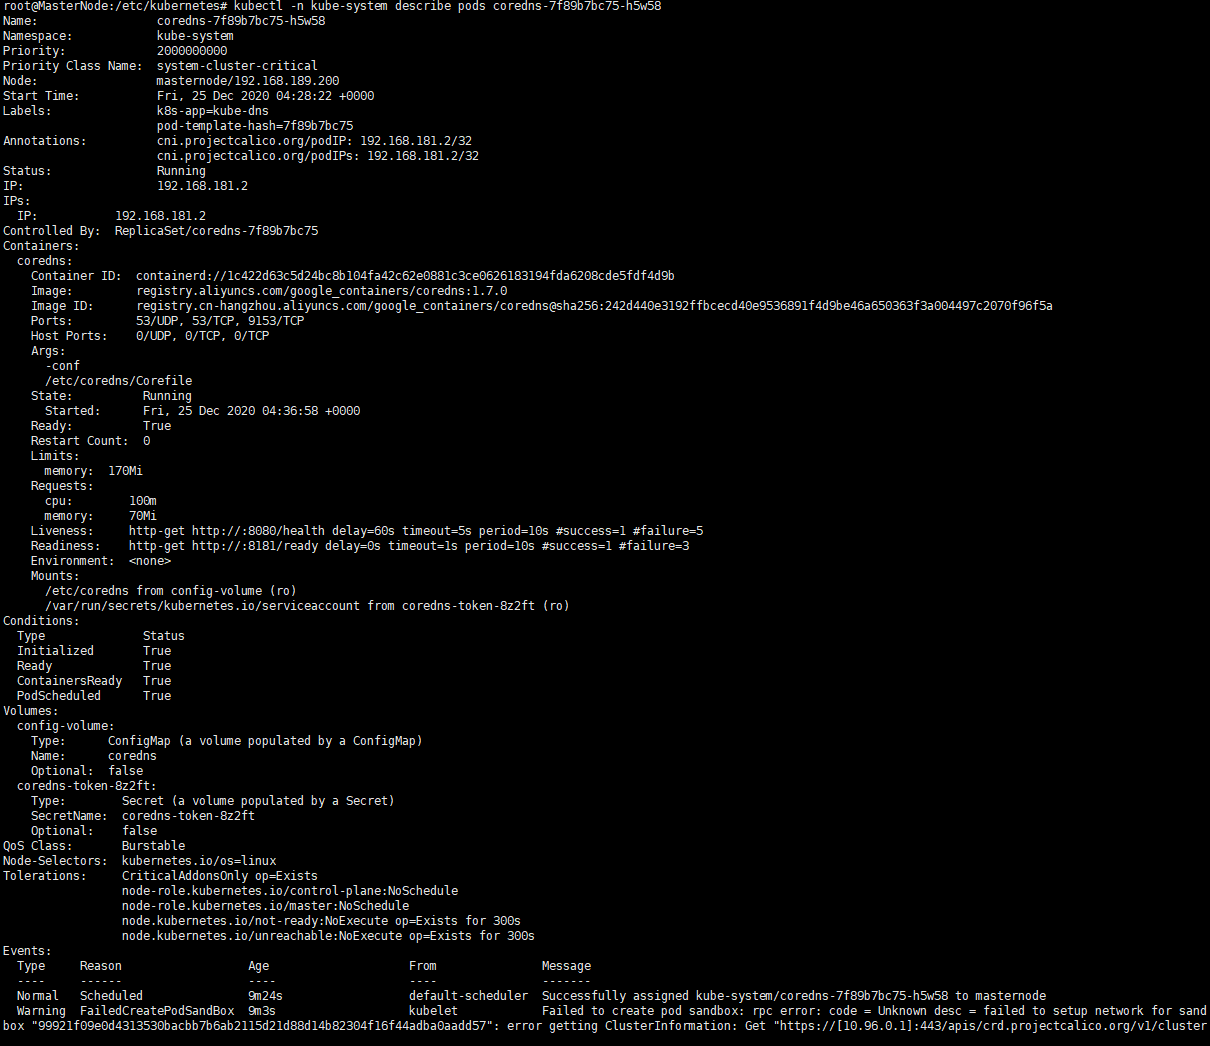 root@MasterNode:/etc/kubernetes# kubectl -n kube-system describe pods coredns-7f89b7bc75-h5w58
Name:                 coredns-7f89b7bc75-h5w58
Namespace:            kube-system
Priority:             2000000000
Priority Class Name:  system-cluster-critical
Node:                 masternode/192.168.189.200
Start Time:           Fri, 25 Dec 2020 04:28:22 +0000
Labels:               k8s-app=kube-dns
                      pod-template-hash=7f89b7bc75
Annotations:          cni.projectcalico.org/podIP: 192.168.181.2/32
                      cni.projectcalico.org/podIPs: 192.168.181.2/32
Status:               Running
IP:                   192.168.181.2
IPs:
  IP:           192.168.181.2
Controlled By:  ReplicaSet/coredns-7f89b7bc75
Containers:
  coredns:
    Container ID:  containerd://1c422d63c5d24bc8b104fa42c62e0881c3ce0626183194fda6208cde5fdf4d9b
    Image:         registry.aliyuncs.com/google_containers/coredns:1.7.0
    Image ID:      registry.cn-hangzhou.aliyuncs.com/google_containers/coredns@sha256:242d440e3192ffbcecd40e9536891f4d9be46a650363f3a004497c2070f96f5a
    Ports:         53/UDP, 53/TCP, 9153/TCP
    Host Ports:    0/UDP, 0/TCP, 0/TCP
    Args:
      -conf
      /etc/coredns/Corefile
    State:          Running
      Started:      Fri, 25 Dec 2020 04:36:58 +0000
    Ready:          True
    Restart Count:  0
    Limits:
      memory:  170Mi
    Requests:
      cpu:        100m
      memory:     70Mi
    Liveness:     http-get http://:8080/health delay=60s timeout=5s period=10s #success=1 #failure=5
    Readiness:    http-get http://:8181/ready delay=0s timeout=1s period=10s #success=1 #failure=3
    Environment:  <none>
    Mounts:
      /etc/coredns from config-volume (ro)
      /var/run/secrets/kubernetes.io/serviceaccount from coredns-token-8z2ft (ro)
Conditions:
  Type              Status
  Initialized       True
  Ready             True
  ContainersReady   True
  PodScheduled      True
Volumes:
  config-volume:
    Type:      ConfigMap (a volume populated by a ConfigMap)
    Name:      coredns
    Optional:  false
  coredns-token-8z2ft:
    Type:        Secret (a volume populated by a Secret)
    SecretName:  coredns-token-8z2ft
    Optional:    false
QoS Class:       Burstable
Node-Selectors:  kubernetes.io/os=linux
Tolerations:     CriticalAddonsOnly op=Exists
                 node-role.kubernetes.io/control-plane:NoSchedule
                 node-role.kubernetes.io/master:NoSchedule
                 node.kubernetes.io/not-ready:NoExecute op=Exists for 300s
                 node.kubernetes.io/unreachable:NoExecute op=Exists for 300s
Events:
  Type     Reason                  Age                    From               Message
  ----     ------                  ----                   ----               -------
  Normal   Scheduled               9m24s                  default-scheduler  Successfully assigned kube-system/coredns-7f89b7bc75-h5w58 to masternode
  Warning  FailedCreatePodSandBox  9m3s                   kubelet            Failed to create pod sandbox: rpc error: code = Unknown desc = failed to setup network for sand
box "99921f09e0d4313530bacbb7b6ab2115d21d88d14b82304f16f44adba0aadd57": error getting ClusterInformation: Get "https://[10.96.0.1]:443/apis/crd.projectcalico.org/v1/cluster